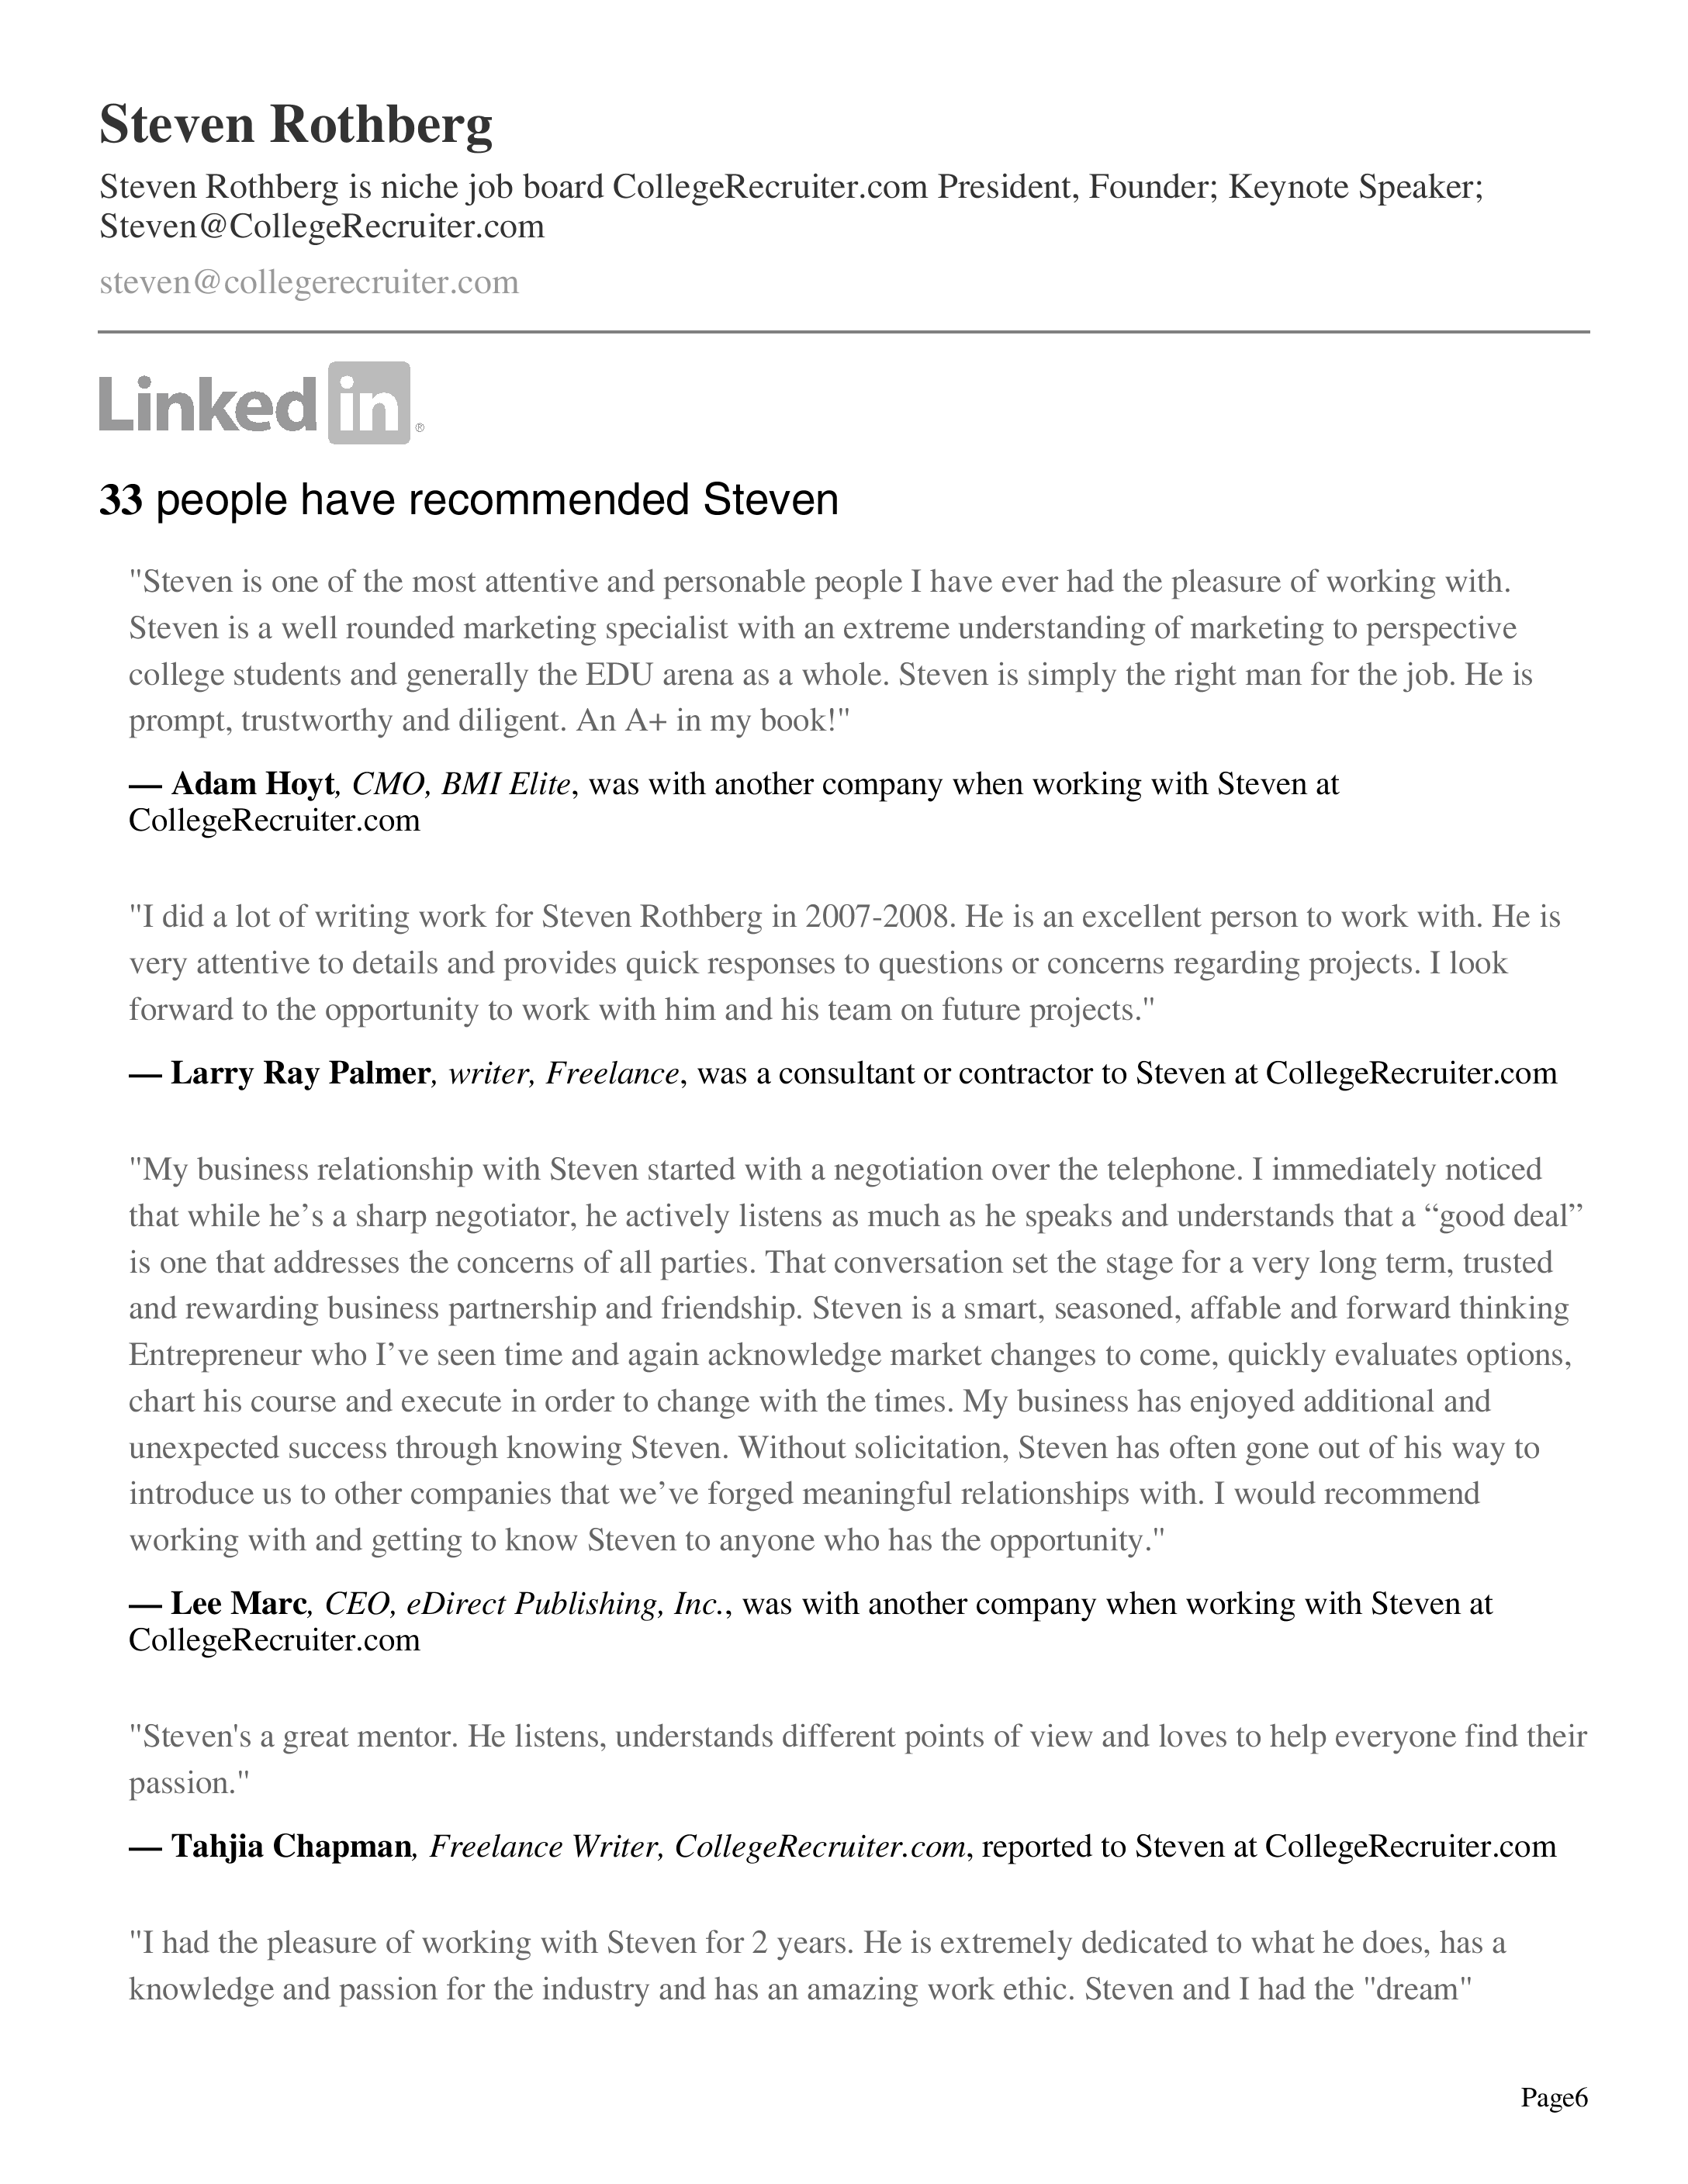 Steven Rothberg
Steven Rothberg is niche job board CollegeRecruiter.com President, Founder; Keynote Speaker;
Steven@CollegeRecruiter.com
steven@collegerecruiter.com
Linked in®
33 people have recommended Steven
"Steven is one of the most attentive and personable people I have ever had the pleasure of working with.
Steven is a well rounded marketing specialist with an extreme understanding of marketing to perspective
college students and generally the EDU arena as a whole. Steven is simply the right man for the job. He is
prompt, trustworthy and diligent. An A+ in my book!"
— Adam Hoyt, CMO, BMI Elite, was with another company when working with Steven at
CollegeRecruiter.com
"I did a lot of writing work for Steven Rothberg in 2007-2008. He is an excellent person to work with. He is
very attentive to details and provides quick responses to questions or concerns regarding projects. I look
forward to the opportunity to work with him and his team on future projects."
— Larry Ray Palmer, writer, Freelance, was a consultant or contractor to Steven at CollegeRecruiter.com
"My business relationship with Steven started with a negotiation over the telephone. I immediately noticed
that while he’s a sharp negotiator, he actively listens as much as he speaks and understands that a “good deal”
is one that addresses the concerns of all parties. That conversation set the stage for a very long term, trusted
and rewarding business partnership and friendship. Steven is a smart, seasoned, affable and forward thinking
Entrepreneur who I’ve seen time and again acknowledge market changes to come, quickly evaluates options,
chart his course and execute in order to change with the times. My business has enjoyed additional and
unexpected success through knowing Steven. Without solicitation, Steven has often gone out of his way to
introduce us to other companies that we’ve forged meaningful relationships with. I would recommend
working with and getting to know Steven to anyone who has the opportunity."
— Lee Marc, CEO, eDirect Publishing, Inc., was with another company when working with Steven at
CollegeRecruiter.com
"Steven's a great mentor. He listens, understands different points of view and loves to help everyone find their
passion."
— Tahjia Chapman, Freelance Writer, CollegeRecruiter.com, reported to Steven at CollegeRecruiter.com
"I had the pleasure of working with Steven for 2 years. He is extremely dedicated to what he does, has a
knowledge and passion for the industry and has an amazing work ethic. Steven and I had the "dream"
Page6